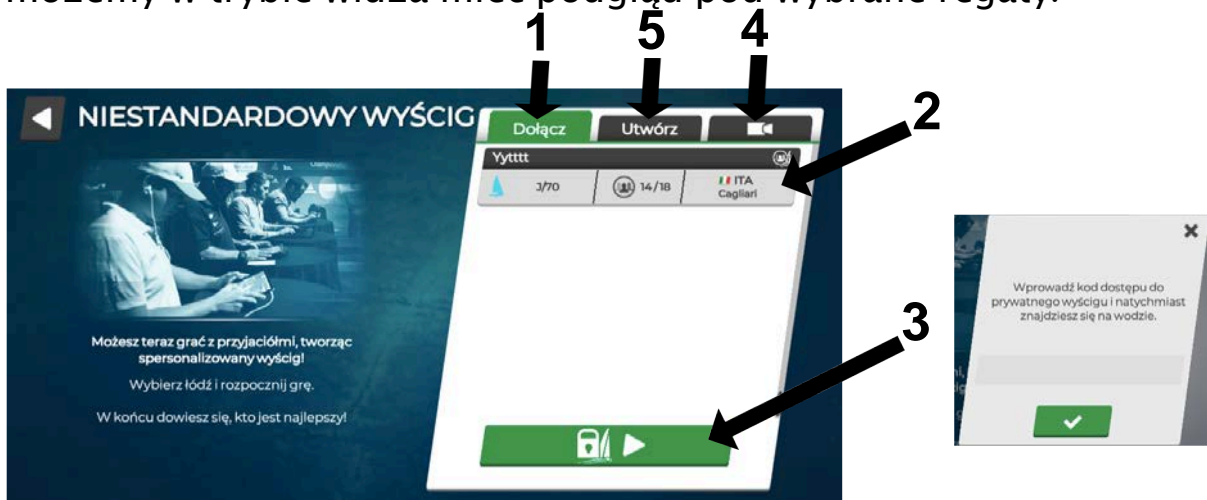 możemy w trybie widza mieć podgląd pod wybrane regaty.
1 5 4
2
3
NIESTANDARDOWY WYŚCIG
Dołącz
Utwórz
Yytttt
J/70
14/18
ITA
Cagliari
Możesz teraz grać z przyjaciółmi, tworząc
spersonalizowany wyścig!
Wybierz łódź i rozpocznij grę.
W końcu dowiesz się, kto jest najlepszy!
Wprowadź kod dostępu do
prywatnego wyścigu i natychmiast
znajdziesz się na wodzie.